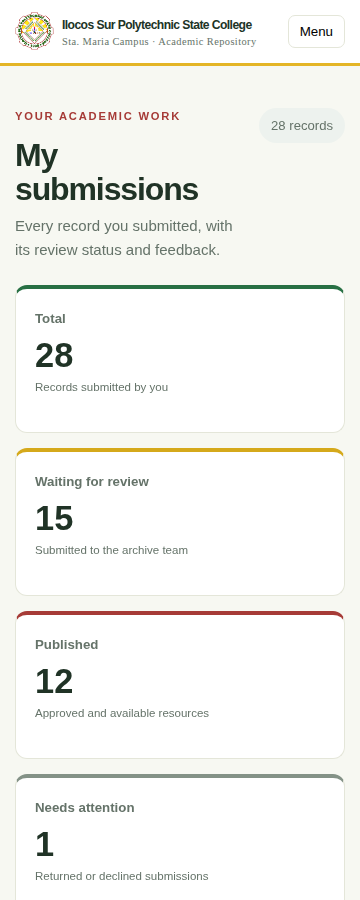 Ilocos Sur Polytechnic State College
Sta. Maria Campus · Academic Repository
Menu
YOUR ACADEMIC WORK
28 records
My
submissions
Every record you submitted, with
its review status and feedback.
Total
28
Records submitted by you
Waiting for review
15
Submitted to the archive team
Published
12
Approved and available resources
Needs attention
1
Returned or declined submissions